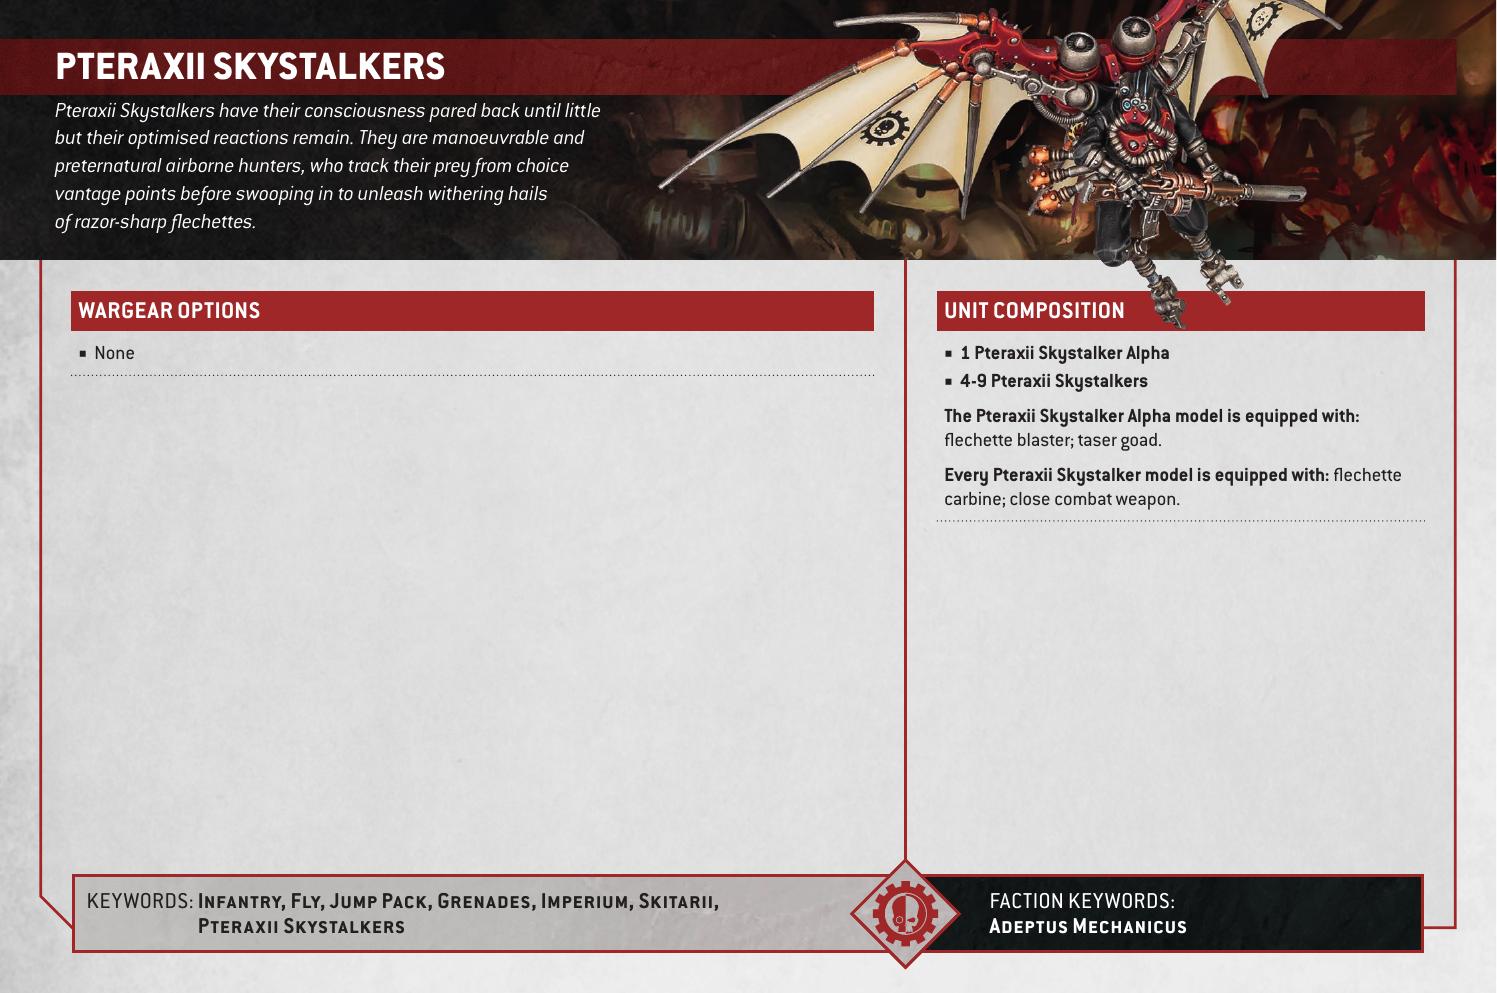 PTERAXII SKYSTALKERS
Pteraxii Skystalkers have their consciousness pared back until little
but their optimised reactions remain. They are manoeuvrable and
preternatural airborne hunters, who track their prey from choice
vantage points before swooping in to unleash withering hails
of razor-sharp flechettes.
WARGEAR OPTIONS
▪ None
UNIT COMPOSITION
▪ 1 Pteraxii Skystalker Alpha
▪ 4-9 Pteraxii Skystalkers
The Pteraxii Skystalker Alpha model is equipped with:
flechette blaster; taser goad.
Every Pteraxii Skystalker model is equipped with: flechette
carbine; close combat weapon.
KEYWORDS: INFANTRY, FLY, JUMP PACK, GRENADES, IMPERIUM, SKITARII,
PTERAXII SKYSTALKERS
FACTION KEYWORDS:
ADEPTUS MECHANICUS